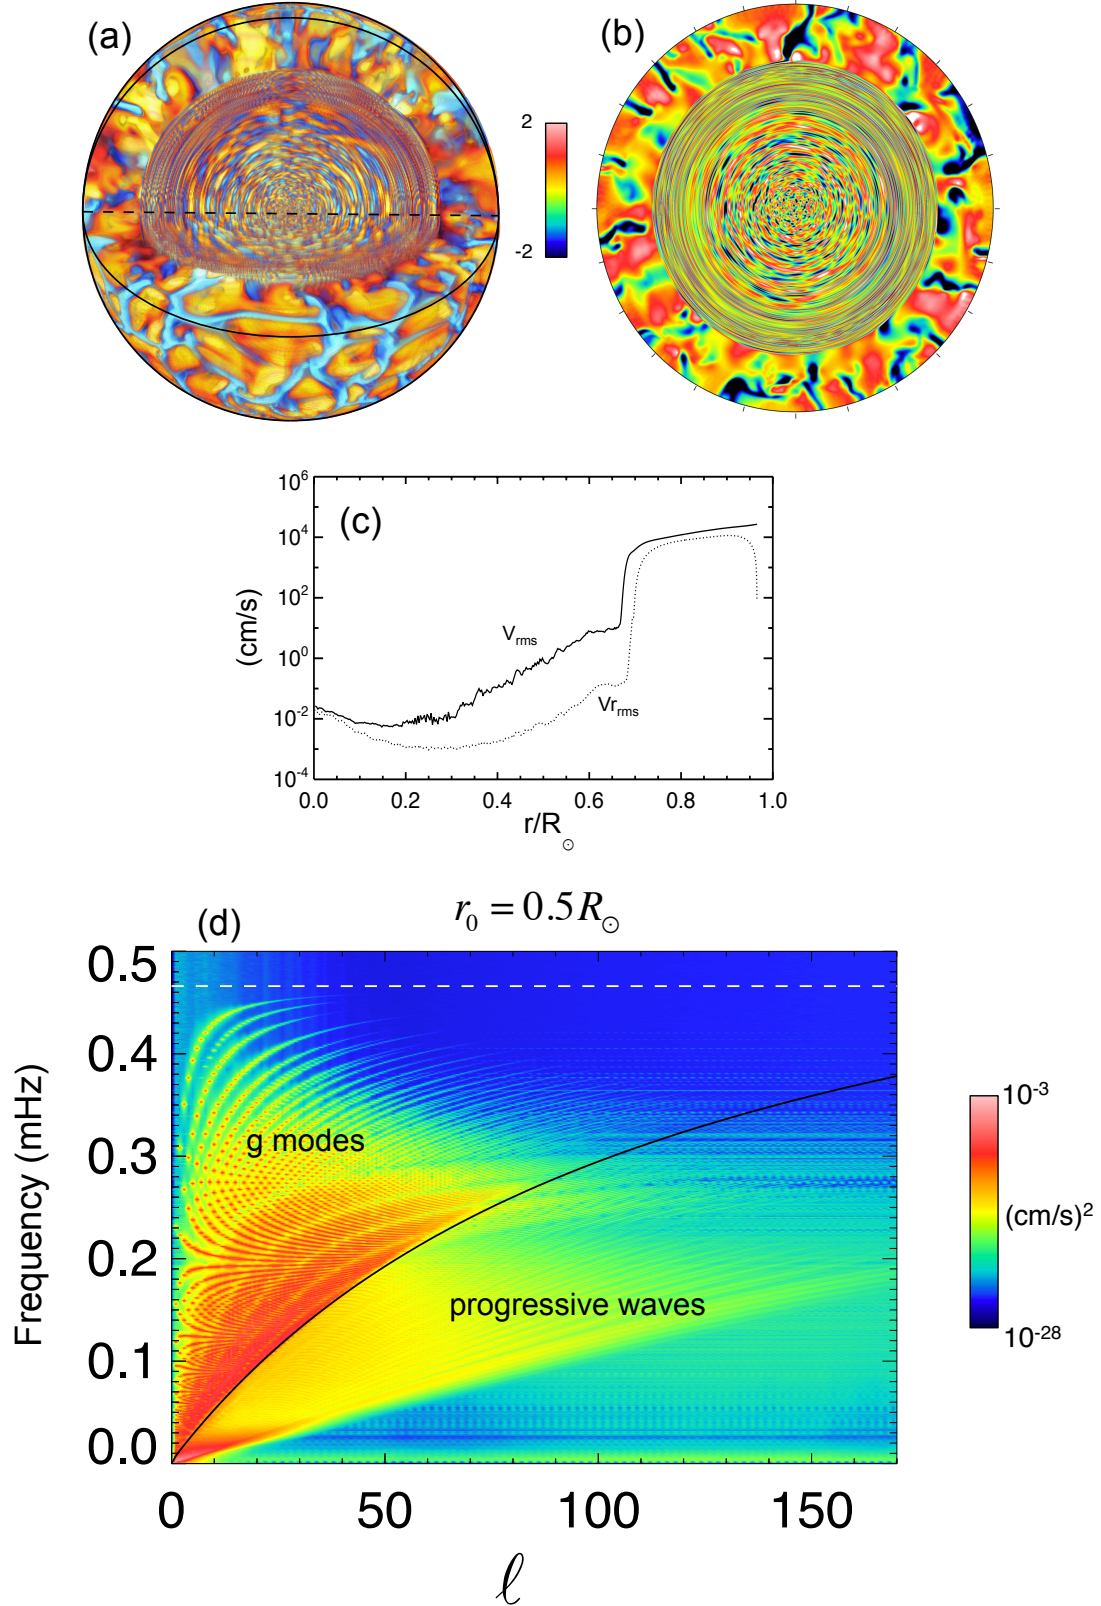 (a)
(b)
2
-2
(c)
10^6
10^4
10^2
10^0
10^-2
10^-4
(cm/s)
V_rms
Vr_rms
0.0 0.2 0.4 0.6 0.8 1.0
r/R_⊙
r_0 = 0.5R_⊙
(d)
0.5
0.4
0.3
0.2
0.1
0.0
Frequency (mHz)
g modes
progressive waves
10^-3
(cm/s)^2
10^-28
0 50 100 150
ℓ